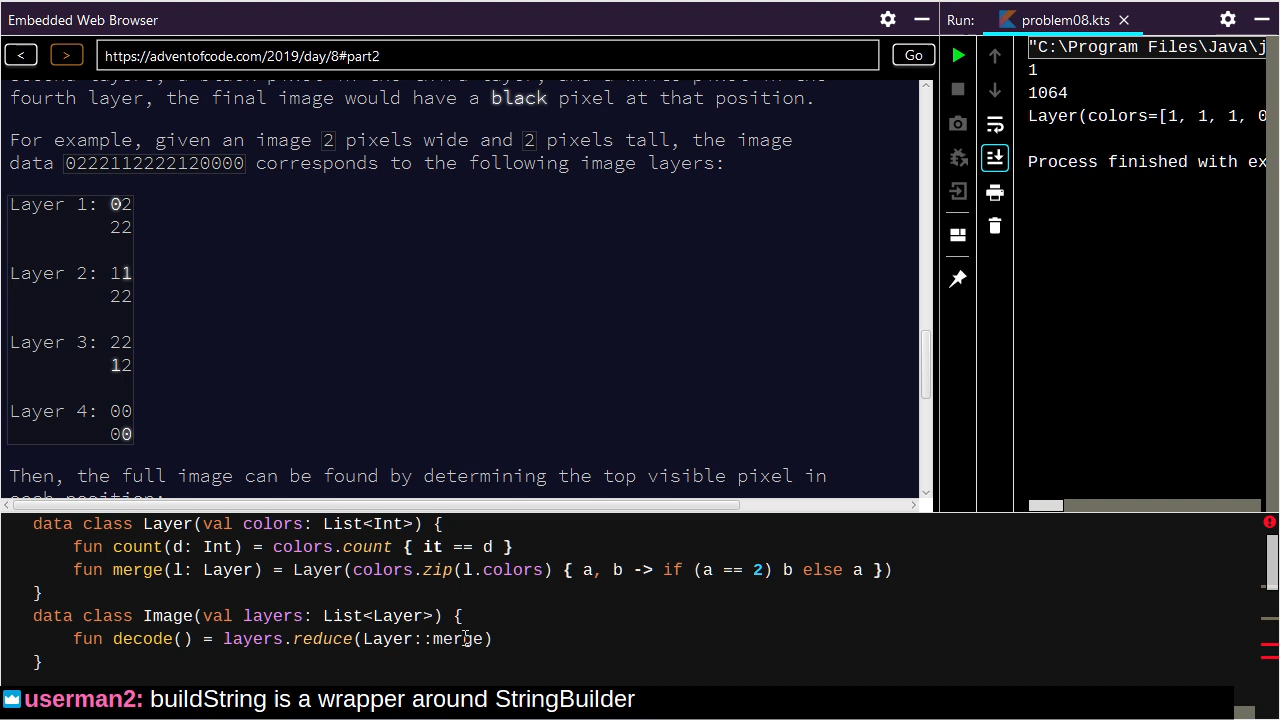 Embedded Web Browser
Run: problem08.kts
< > https://adventofcode.com/2019/day/8#part2 Go
fourth layer, the final image would have a black pixel at that position.
For example, given an image 2 pixels wide and 2 pixels tall, the image
data 0222112222120000 corresponds to the following image layers:
Layer 1: 02
22
Layer 2: 11
22
Layer 3: 22
12
Layer 4: 00
00
Then, the full image can be found by determining the top visible pixel in
"C:\Program Files\Java\j
1
1064
Layer(colors=[1, 1, 1, 0
Process finished with ex
data class Layer(val colors: List<Int>) {
fun count(d: Int) = colors.count { it == d }
fun merge(l: Layer) = Layer(colors.zip(l.colors) { a, b -> if (a == 2) b else a })
}
data class Image(val layers: List<Layer>) {
fun decode() = layers.reduce(Layer::merge)
}
userman2: buildString is a wrapper around StringBuilder